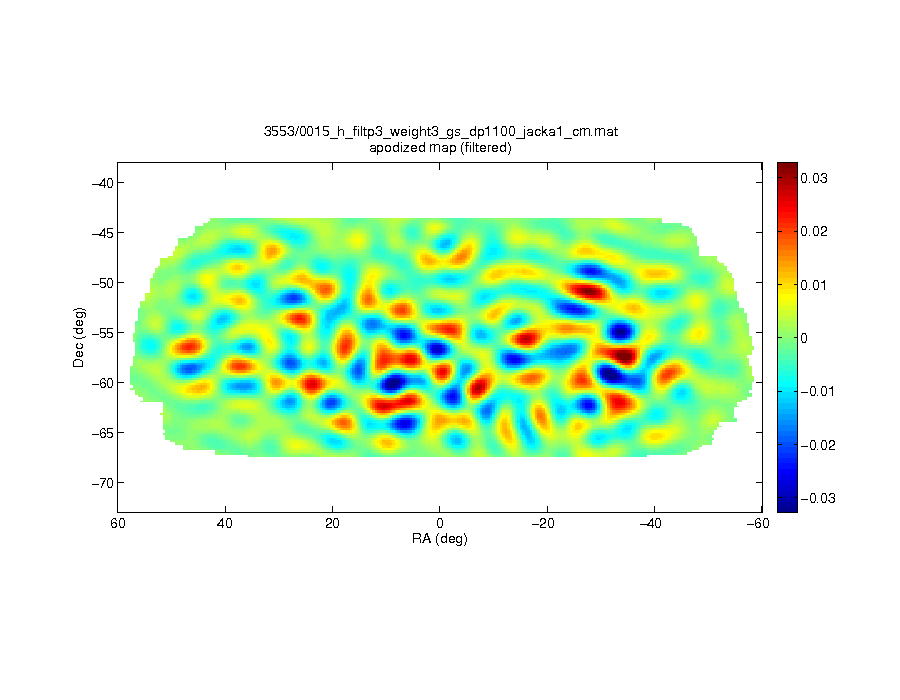 3553/0015_h_filtp3_weight3_gs_dp1100_jacka1_cm.mat
apodized map (filtered)
−40
−45
−50
−55
−60
−65
−70
Dec (deg)
60 40 20 0 −20 −40 −60
RA (deg)
0.03
0.02
0.01
0
−0.01
−0.02
−0.03